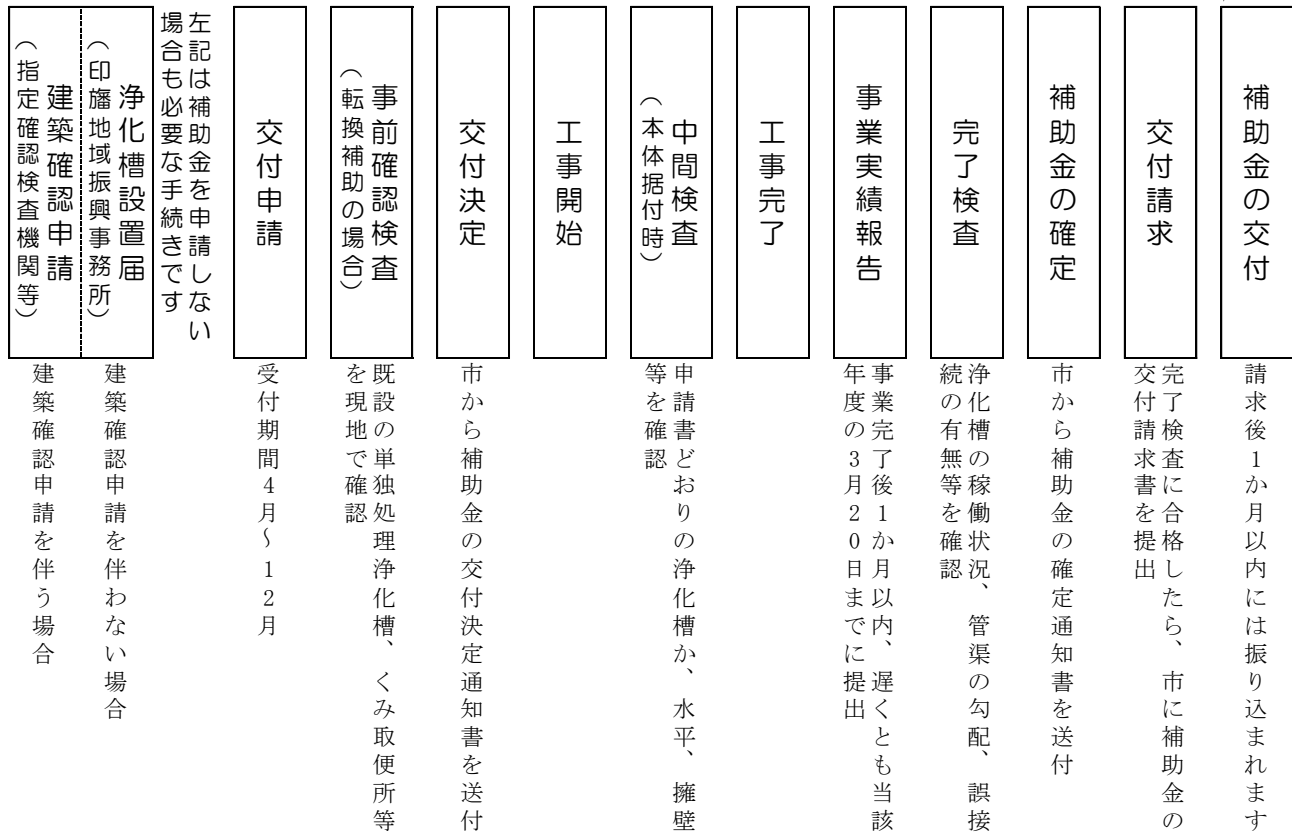 建築確認申請
（指定確認検査機関等）
建築確認申請を伴う場合
浄化槽設置届
（印旛地域振興事務所）
建築確認申請を伴わない場合
左記は補助金を申請しない
場合も必要な手続きです
交付申請
受付期間４月～１２月
事前確認検査
（転換補助の場合）
既設の単独処理浄化槽、くみ取便所等
を現地で確認
交付決定
市から補助金の交付決定通知書を送付
工事開始
中間検査
（本体据付時）
申請書どおりの浄化槽か、水平、擁壁
等を確認
工事完了
事業実績報告
事業完了後１か月以内、遅くとも当該
年度の３月２０日までに提出
完了検査
浄化槽の稼働状況、管渠の勾配、誤接
続の有無等を確認
補助金の確定
市から補助金の確定通知書を送付
交付請求
完了検査に合格したら、市に補助金の
交付請求書を提出
補助金の交付
請求後１か月以内には振り込まれます